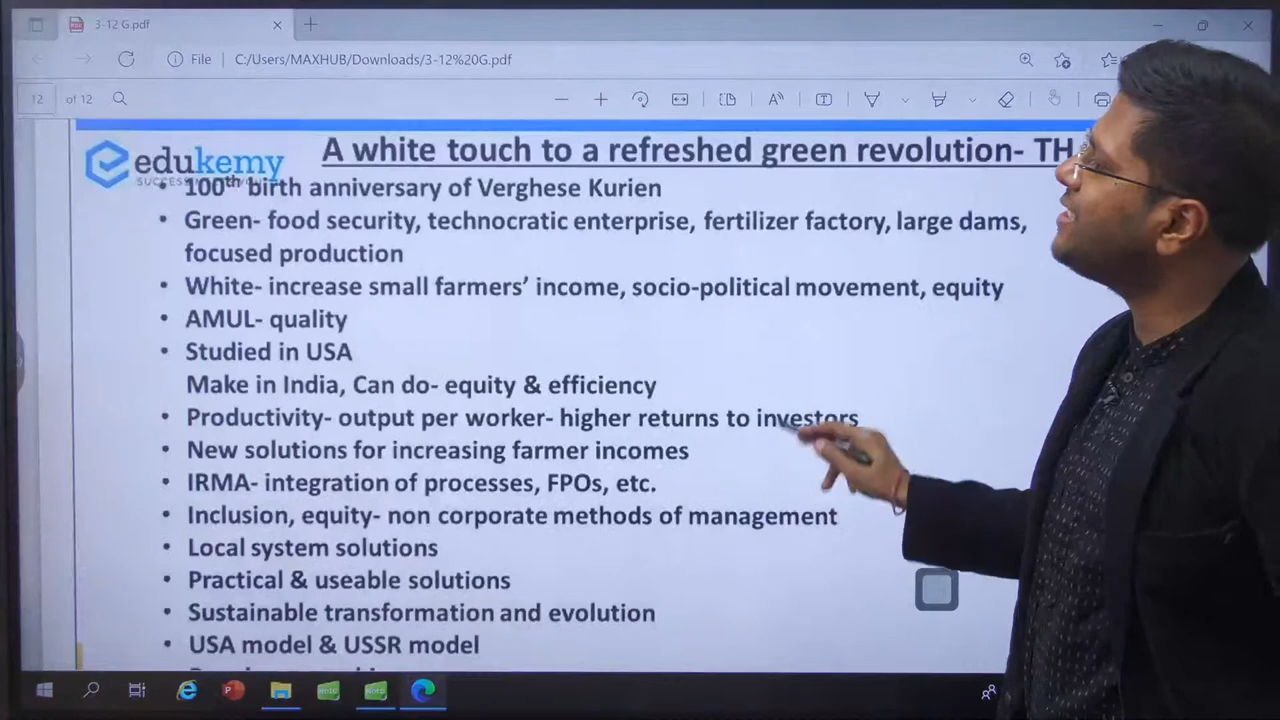 3-12 G.pdf
File
C:/Users/MAXHUB/Downloads/3-12%20G.pdf
12 of 12
edukemy
A white touch to a refreshed green revolution- TH
• 100th birth anniversary of Verghese Kurien
• Green- food security, technocratic enterprise, fertilizer factory, large dams,
focused production
• White- increase small farmers’ income, socio-political movement, equity
• AMUL- quality
• Studied in USA
Make in India, Can do- equity & efficiency
• Productivity- output per worker- higher returns to investors
• New solutions for increasing farmer incomes
• IRMA- integration of processes, FPOs, etc.
• Inclusion, equity- non corporate methods of management
• Local system solutions
• Practical & useable solutions
• Sustainable transformation and evolution
• USA model & USSR model